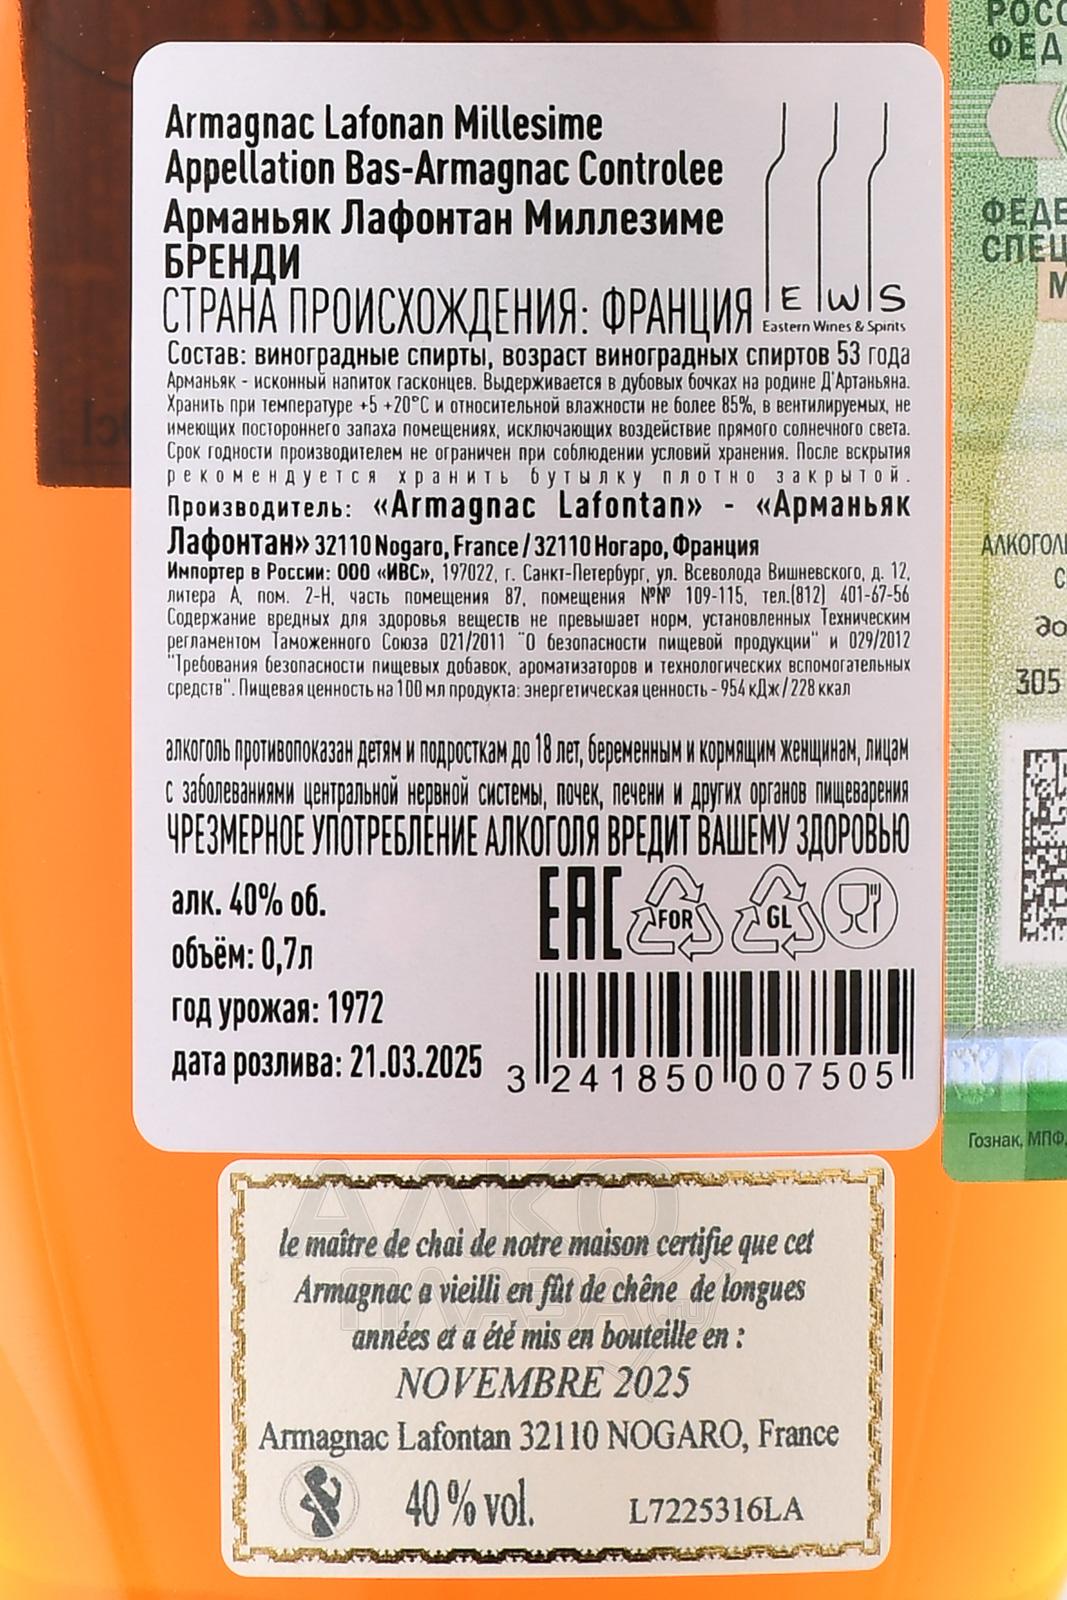 Armagnac Lafonan Millesime
Appellation Bas-Armagnac Controlee
Арманьяк Лафонтан Миллезиме
БРЕНДИ
СТРАНА ПРОИСХОЖДЕНИЯ: ФРАНЦИЯ
E W S
Eastern Wines & Spirits
Состав: виноградные спирты, возраст виноградных спиртов 53 года
Арманьяк - исконный напиток гасконцев. Выдерживается в дубовых бочках на родине Д'Артаньяна.
Хранить при температуре +5 +20°С и относительной влажности не более 85%, в вентилируемых, не
имеющих постороннего запаха помещениях, исключающих воздействие прямого солнечного света.
Срок годности производителем не ограничен при соблюдении условий хранения. После вскрытия
рекомендуется хранить бутылку плотно закрытой.
Производитель: «Armagnac Lafontan» - «Арманьяк
Лафонтан» 32110 Nogaro, France / 32110 Ногаро, Франция
Импортер в России: ООО «ИВС», 197022, г. Санкт-Петербург, ул. Всеволода Вишневского, д. 12,
литера А, пом. 2-Н, часть помещения 87, помещения №№ 109-115, тел.(812) 401-67-56
Содержание вредных для здоровья веществ не превышает норм, установленных Техническим
регламентом Таможенного Союза 021/2011 "О безопасности пищевой продукции" и 029/2012
"Требования безопасности пищевых добавок, ароматизаторов и технологических вспомогательных
средств". Пищевая ценность на 100 мл продукта: энергетическая ценность - 954 кДж/ 228 ккал
алкоголь противопоказан детям и подросткам до 18 лет, беременным и кормящим женщинам, лицам
с заболеваниями центральной нервной системы, почек, печени и других органов пищеварения
ЧРЕЗМЕРНОЕ УПОТРЕБЛЕНИЕ АЛКОГОЛЯ ВРЕДИТ ВАШЕМУ ЗДОРОВЬЮ
алк. 40% об.
объём: 0,7л
год урожая: 1972
дата розлива: 21.03.2025
EAC
FOR
GL
3 241850 007505
le maître de chai de notre maison certifie que cet
Armagnac a vieilli en fût de chêne de longues
années et a été mis en bouteille en :
NOVEMBRE 2025
Armagnac Lafontan 32110 NOGARO, France
40 % vol.
L7225316LA
АЛКО
ПЛАЗА.ru
305
Гознак, МПФ,